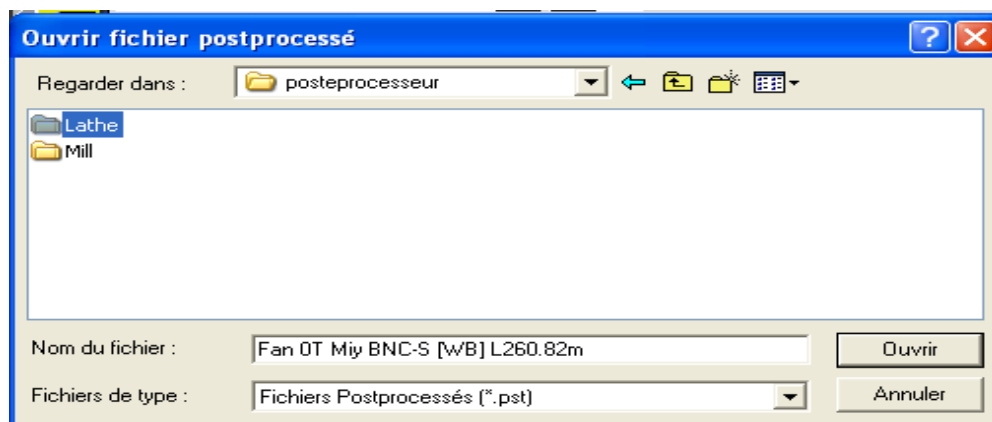 Ouvrir fichier postprocessé
Regarder dans : posteprocesseur
Lathe
Mill
Nom du fichier : Fan 0T Miy BNC-S [WB] L260.82m Ouvrir
Fichiers de type : Fichiers Postprocessés (*.pst) Annuler